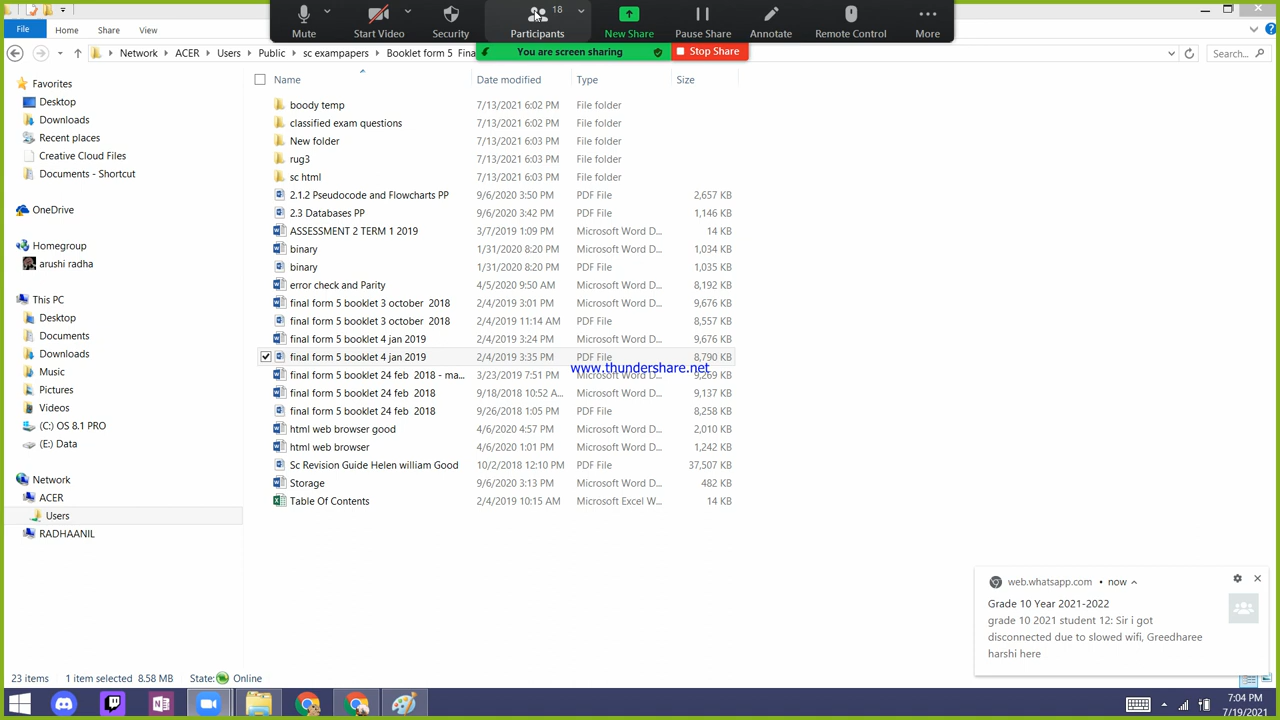 18
Mute
Start Video
Security
Participants
New Share
Pause Share
Annotate
Remote Control
More
You are screen sharing
Stop Share
File
Home
Share
View
Network
ACER
Users
Public
sc exampapers
Booklet form 5 Fina
Search...
Name
Date modified
Type
Size
Favorites
Desktop
Downloads
Recent places
Creative Cloud Files
Documents - Shortcut
OneDrive
Homegroup
arushi radha
This PC
Desktop
Documents
Downloads
Music
Pictures
Videos
(C:) OS 8.1 PRO
(E:) Data
Network
ACER
Users
RADHAANIL
boody temp 7/13/2021 6:02 PM File folder
classified exam questions 7/13/2021 6:02 PM File folder
New folder 7/13/2021 6:03 PM File folder
rug3 7/13/2021 6:03 PM File folder
sc html 7/13/2021 6:03 PM File folder
2.1.2 Pseudocode and Flowcharts PP 9/6/2020 3:50 PM PDF File 2,657 KB
2.3 Databases PP 9/6/2020 3:42 PM PDF File 1,146 KB
ASSESSMENT 2 TERM 1 2019 3/7/2019 1:09 PM Microsoft Word D... 14 KB
binary 1/31/2020 8:20 PM Microsoft Word D... 1,034 KB
binary 1/31/2020 8:20 PM PDF File 1,035 KB
error check and Parity 4/5/2020 9:50 AM Microsoft Word D... 8,192 KB
final form 5 booklet 3 october 2018 2/4/2019 3:01 PM Microsoft Word D... 9,676 KB
final form 5 booklet 3 october 2018 2/4/2019 11:14 AM PDF File 8,557 KB
final form 5 booklet 4 jan 2019 2/4/2019 3:24 PM Microsoft Word D... 9,676 KB
final form 5 booklet 4 jan 2019 2/4/2019 3:35 PM PDF File 8,790 KB
www.thundershare.net
final form 5 booklet 24 feb 2018 - ma... 3/23/2019 7:51 PM Microsoft Word D... 9,269 KB
final form 5 booklet 24 feb 2018 9/18/2018 10:52 A... Microsoft Word D... 9,137 KB
final form 5 booklet 24 feb 2018 9/26/2018 1:05 PM PDF File 8,258 KB
html web browser good 4/6/2020 4:57 PM Microsoft Word D... 2,010 KB
html web browser 4/6/2020 1:01 PM Microsoft Word D... 1,242 KB
Sc Revision Guide Helen william Good 10/2/2018 12:10 PM PDF File 37,507 KB
Storage 9/6/2020 3:13 PM Microsoft Word D... 482 KB
Table Of Contents 2/4/2019 10:15 AM Microsoft Excel W... 14 KB
web.whatsapp.com • now
Grade 10 Year 2021-2022
grade 10 2021 student 12: Sir i got
disconnected due to slowed wifi, Greedharee
harshi here
23 items 1 item selected 8.58 MB State: Online
7:04 PM
7/19/2021